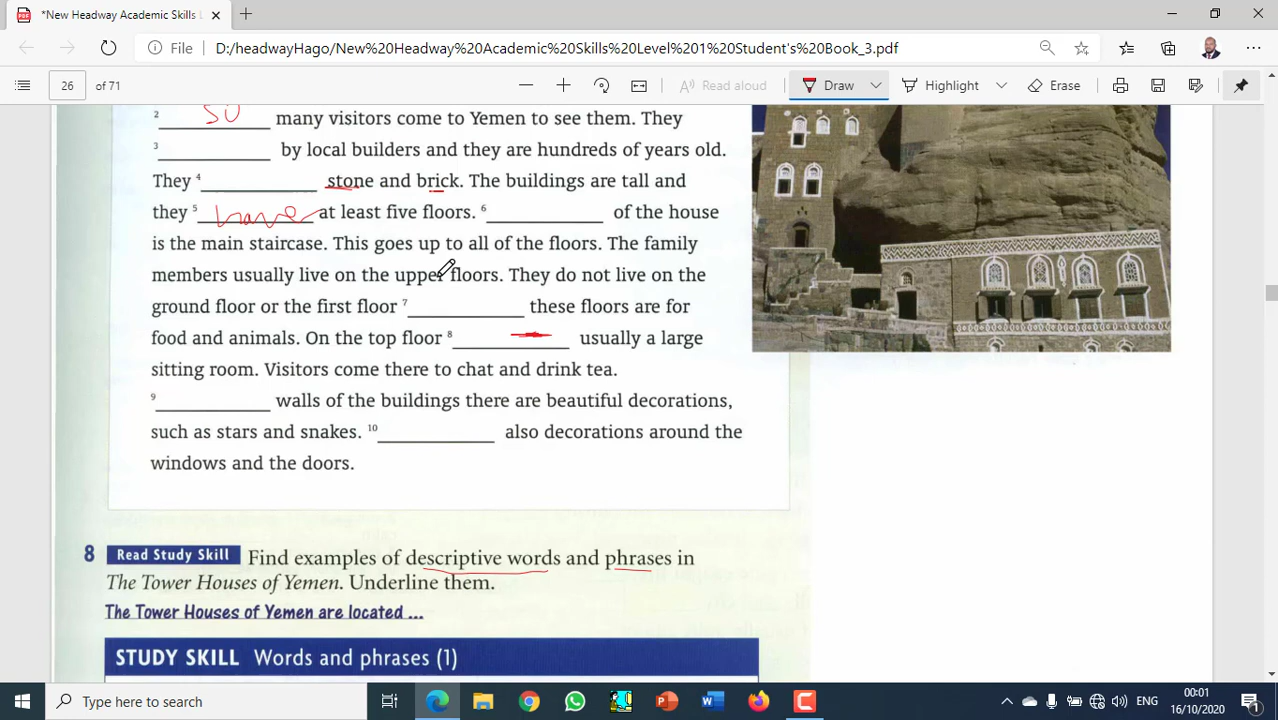 *New Headway Academic Skills L
File D:/headwayHago/New%20Headway%20Academic%20Skills%20Level%201%20Student's%20Book_3.pdf
26 of 71 Read aloud Draw Highlight Erase
2 so many visitors come to Yemen to see them. They
3 by local builders and they are hundreds of years old.
They 4 stone and brick. The buildings are tall and
they 5 have at least five floors. 6 of the house
is the main staircase. This goes up to all of the floors. The family
members usually live on the upper floors. They do not live on the
ground floor or the first floor 7 these floors are for
food and animals. On the top floor 8 usually a large
sitting room. Visitors come there to chat and drink tea.
9 walls of the buildings there are beautiful decorations,
such as stars and snakes. 10 also decorations around the
windows and the doors.
8 Read Study Skill Find examples of descriptive words and phrases in
The Tower Houses of Yemen. Underline them.
The Tower Houses of Yemen are located ...
STUDY SKILL Words and phrases (1)
Type here to search
ENG
00:01
16/10/2020